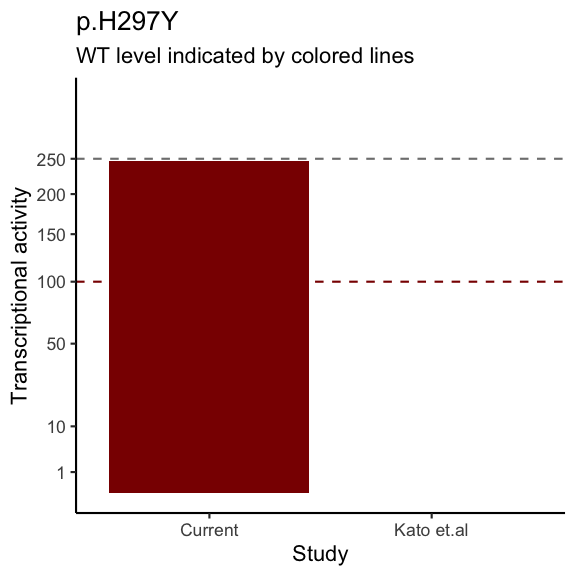 p.H297Y
WT level indicated by colored lines
Transcriptional activity
250
200
150
100
50
10
1
Current
Kato et.al
Study